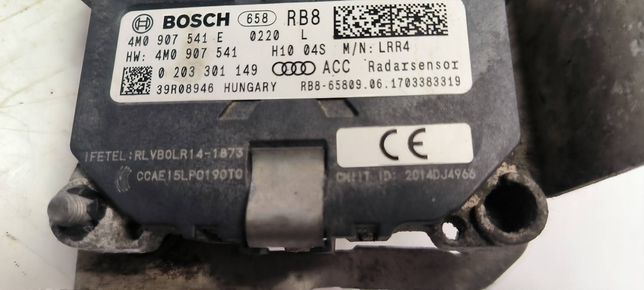 BOSCH 658 RB8
4M0 907 541 E 0220 L
HW: 4M0 907 541 H10 04S M/N: LRR4
0 203 301 149 ACC Radarsensor
39R08946 HUNGARY RB8-65809.06.1703383319
IFETEL: RLVBOLR14-1873
CCAE15LP0190T0
CE
CMIIT ID: 2014DJ4966